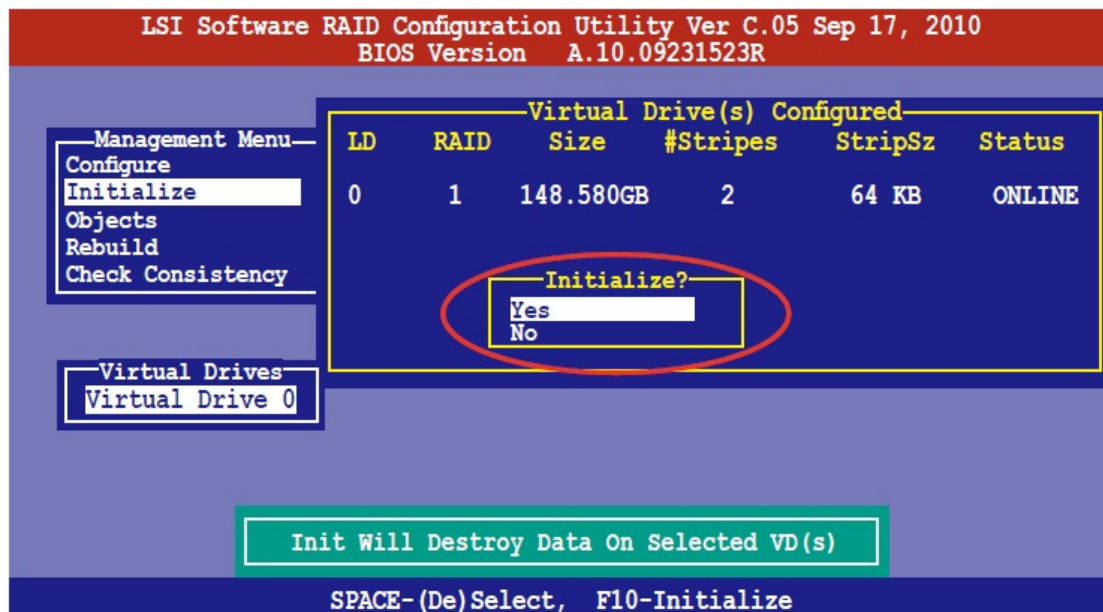 LSI Software RAID Configuration Utility Ver C.05 Sep 17, 2010
BIOS Version A.10.09231523R
Management Menu
Configure
Initialize
Objects
Rebuild
Check Consistency
Virtual Drive(s) Configured
LD RAID Size #Stripes StripSz Status
0 1 148.580GB 2 64 KB ONLINE
Initialize?
Yes
No
Virtual Drives
Virtual Drive 0
Init Will Destroy Data On Selected VD(s)
SPACE-(De)Select, F10-Initialize